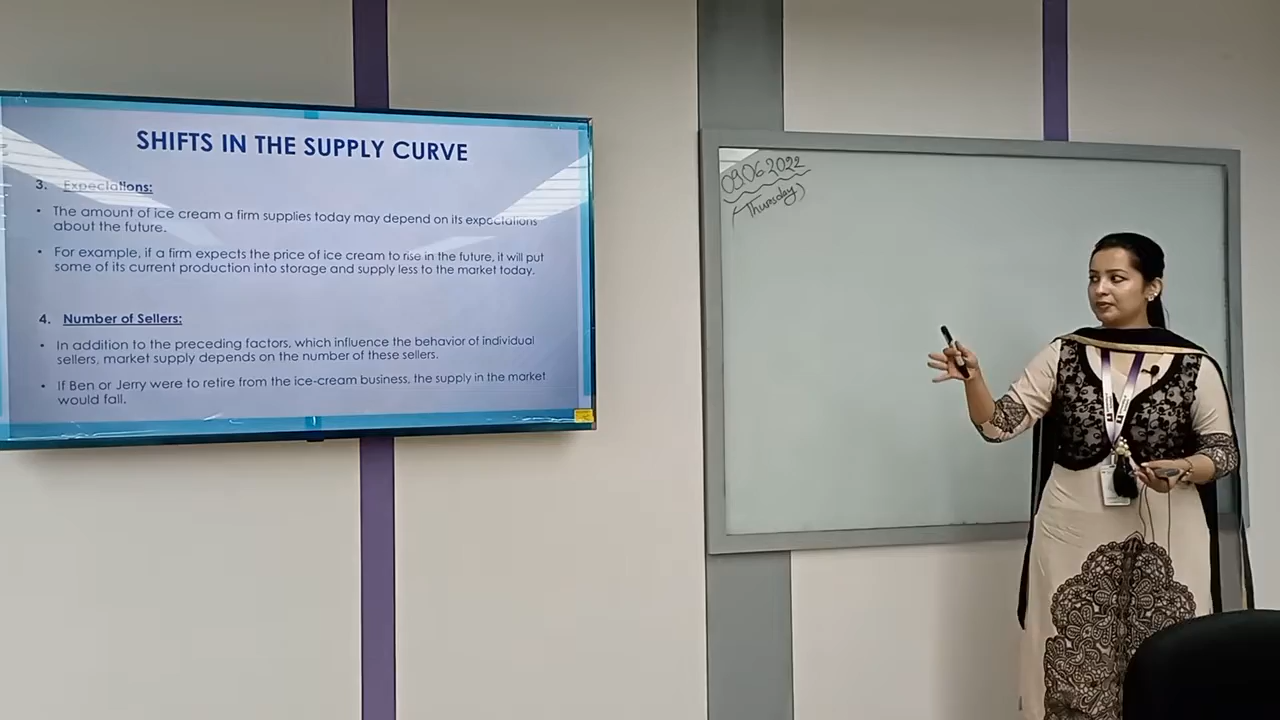 SHIFTS IN THE SUPPLY CURVE
3. Expectations:
• The amount of ice cream a firm supplies today may depend on its expectations
about the future.
• For example, if a firm expects the price of ice cream to rise in the future, it will put
some of its current production into storage and supply less to the market today.
4. Number of Sellers:
• In addition to the preceding factors, which influence the behavior of individual
sellers, market supply depends on the number of these sellers.
• If Ben or Jerry were to retire from the ice-cream business, the supply in the market
would fall.
09.06.2022
(Thursday)